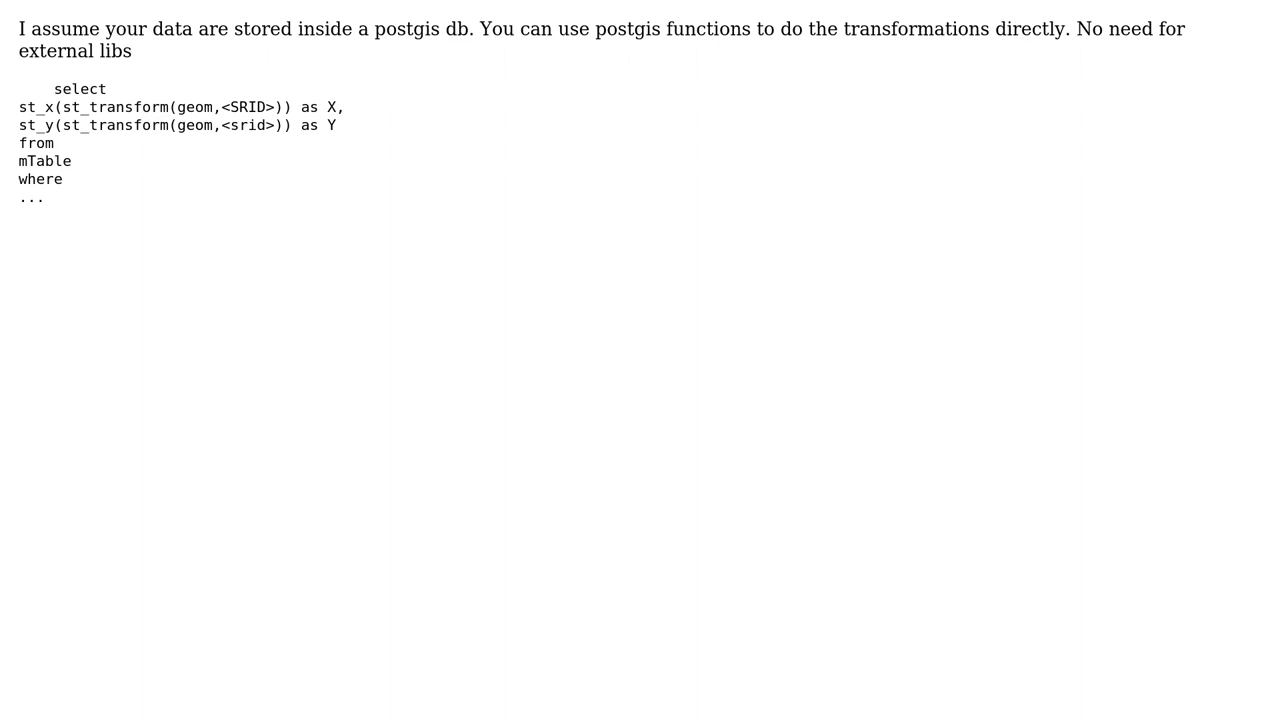 I assume your data are stored inside a postgis db. You can use postgis functions to do the transformations directly. No need for
external libs
    select
st_x(st_transform(geom,<SRID>)) as X,
st_y(st_transform(geom,<srid>)) as Y
from
mTable
where
...